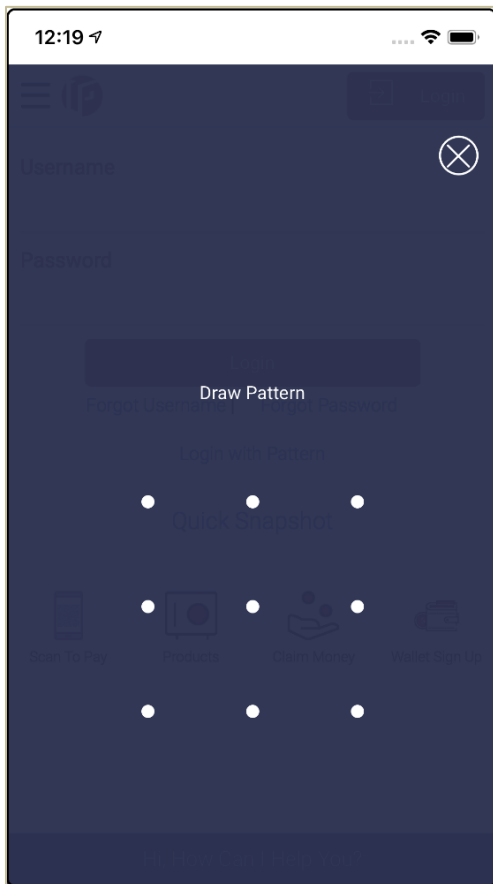 12:19
Login
Username
Password
Login
Draw Pattern
Forgot Username | Forgot Password
Login with Pattern
Quick Snapshot
Scan To Pay Products Claim Money Wallet Sign Up